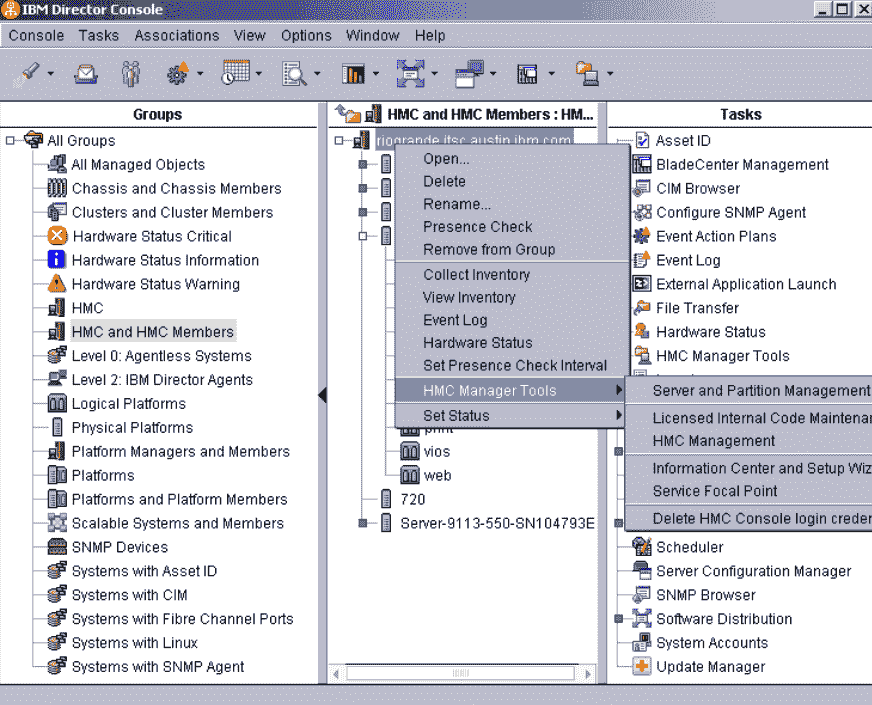 IBM Director Console
Console Tasks Associations View Options Window Help
Groups
All Groups
All Managed Objects
Chassis and Chassis Members
Clusters and Cluster Members
Hardware Status Critical
Hardware Status Information
Hardware Status Warning
HMC
HMC and HMC Members
Level 0: Agentless Systems
Level 2: IBM Director Agents
Logical Platforms
Physical Platforms
Platform Managers and Members
Platforms
Platforms and Platform Members
Scalable Systems and Members
SNMP Devices
Systems with Asset ID
Systems with CIM
Systems with Fibre Channel Ports
Systems with Linux
Systems with SNMP Agent
HMC and HMC Members : HM...
riogrande.itsc.austin.ibm.com
Open...
Delete
Rename...
Presence Check
Remove from Group
Collect Inventory
View Inventory
Event Log
Hardware Status
Set Presence Check Interval
HMC Manager Tools
Set Status
print
vios
web
720
Server-9113-550-SN104793E
Server and Partition Management
Licensed Internal Code Maintenan
HMC Management
Information Center and Setup Wiz
Service Focal Point
Delete HMC Console login creden
Tasks
Asset ID
BladeCenter Management
CIM Browser
Configure SNMP Agent
Event Action Plans
Event Log
External Application Launch
File Transfer
Hardware Status
HMC Manager Tools
Scheduler
Server Configuration Manager
SNMP Browser
Software Distribution
System Accounts
Update Manager